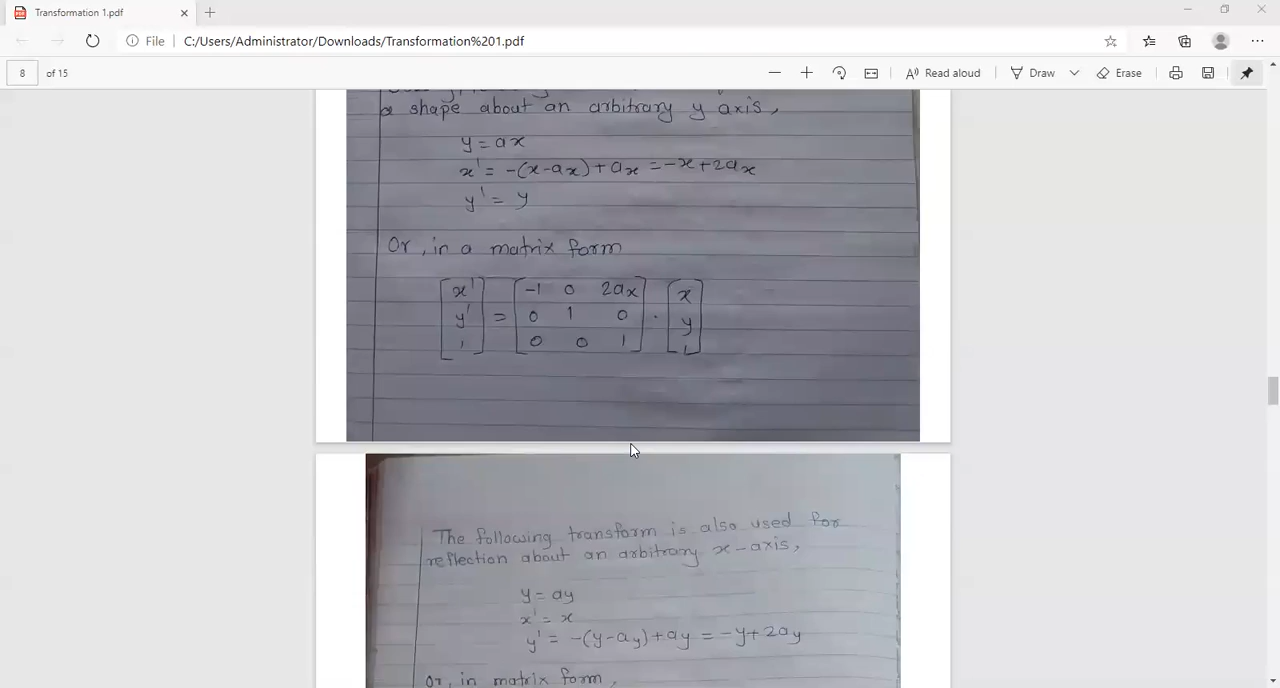 Transformation 1.pdf
File
C:/Users/Administrator/Downloads/Transformation%201.pdf
8 of 15
Read aloud
Draw
Erase
a shape about an arbitrary y axis,
y = ax
x' = -(x-ax)+ax = -x+2ax
y' = y
Or, in a matrix form
[x'] = [-1 0 2ax] . [x]
[y'] [0 1 0] [y]
[1] [0 0 1] [1]
The following transform is also used for
reflection about an arbitrary x-axis,
y = ay
x' = x
y' = -(y-ay)+ay = -y+2ay
Or, in matrix form,